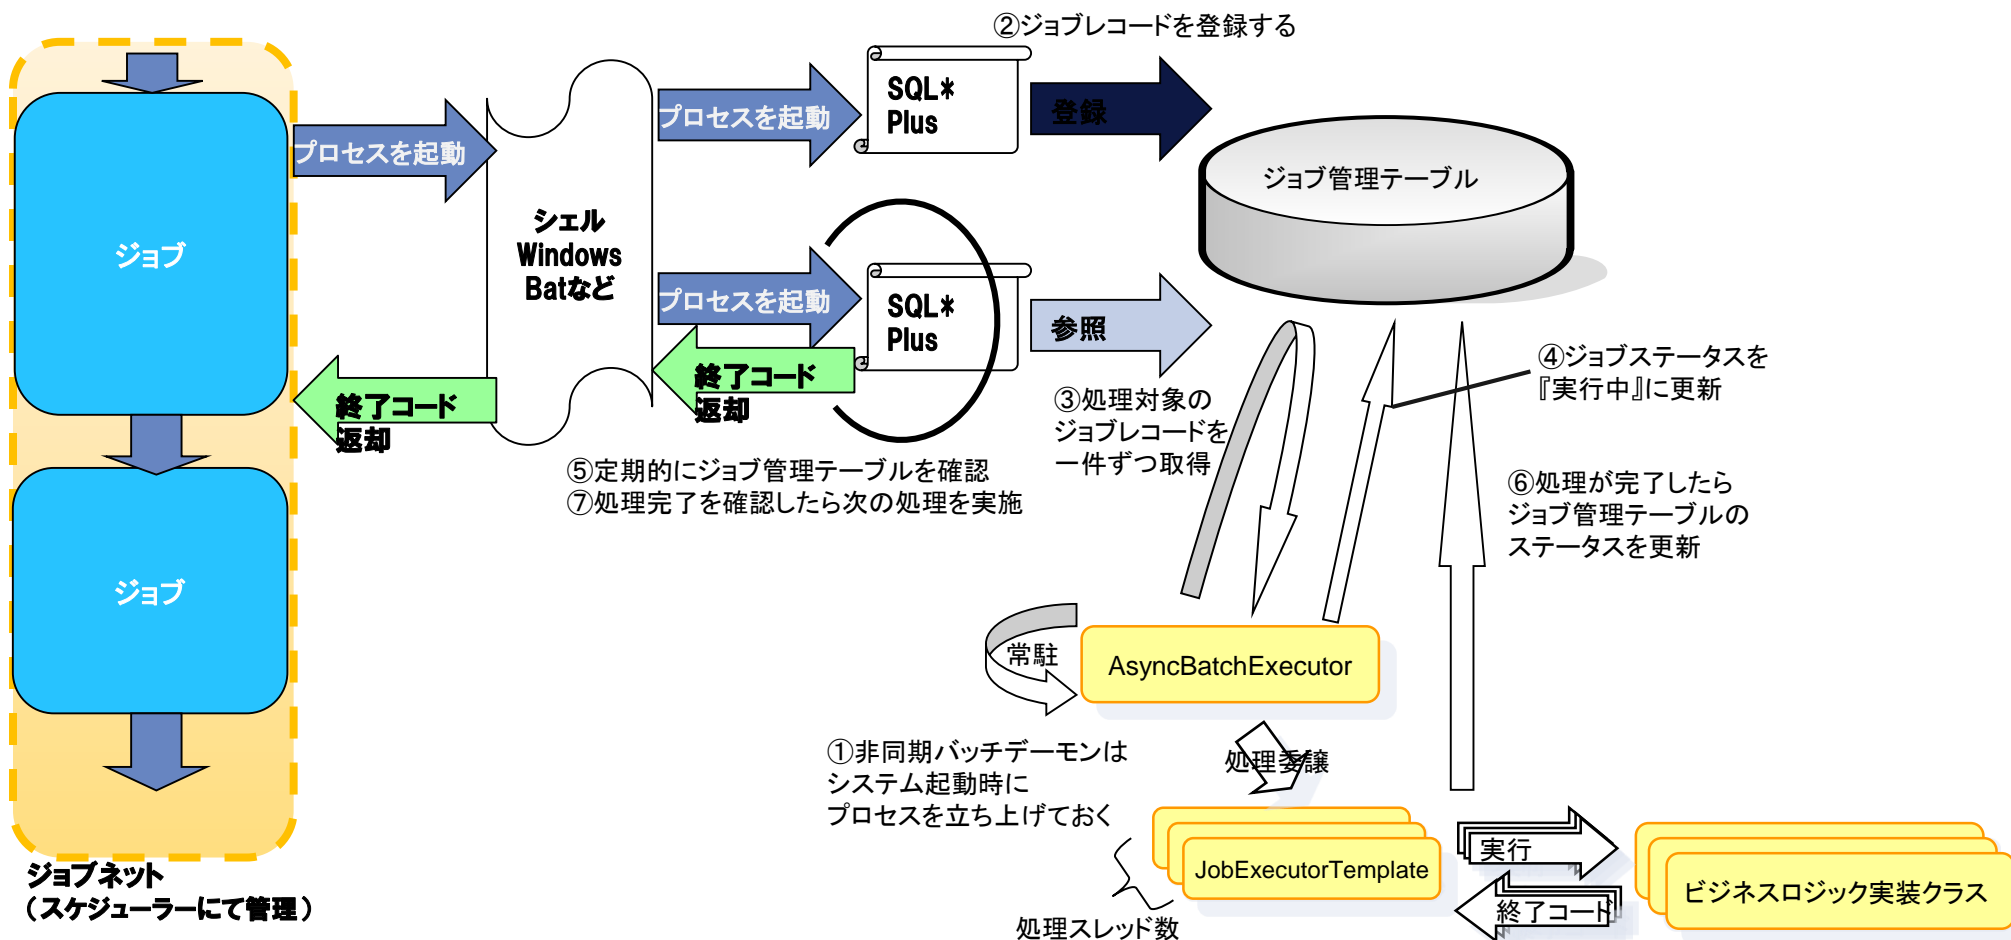 ②ジョブレコードを登録する
プロセスを起動
プロセスを起動
SQL*
Plus
登録
ジョブ管理テーブル
ジョブ
シェル
Windows
Batなど
プロセスを起動
SQL*
Plus
参照
終了コード
返却
終了コード
返却
③処理対象の
ジョブレコードを
一件ずつ取得
④ジョブステータスを
『実行中』に更新
⑤定期的にジョブ管理テーブルを確認
⑦処理完了を確認したら次の処理を実施
⑥処理が完了したら
ジョブ管理テーブルの
ステータスを更新
ジョブ
常駐
AsyncBatchExecutor
①非同期バッチデーモンは
システム起動時に
プロセスを立ち上げておく
処理委譲
JobExecutorTemplate
実行
終了コード
ビジネスロジック実装クラス
処理スレッド数
ジョブネット
（スケジューラーにて管理）